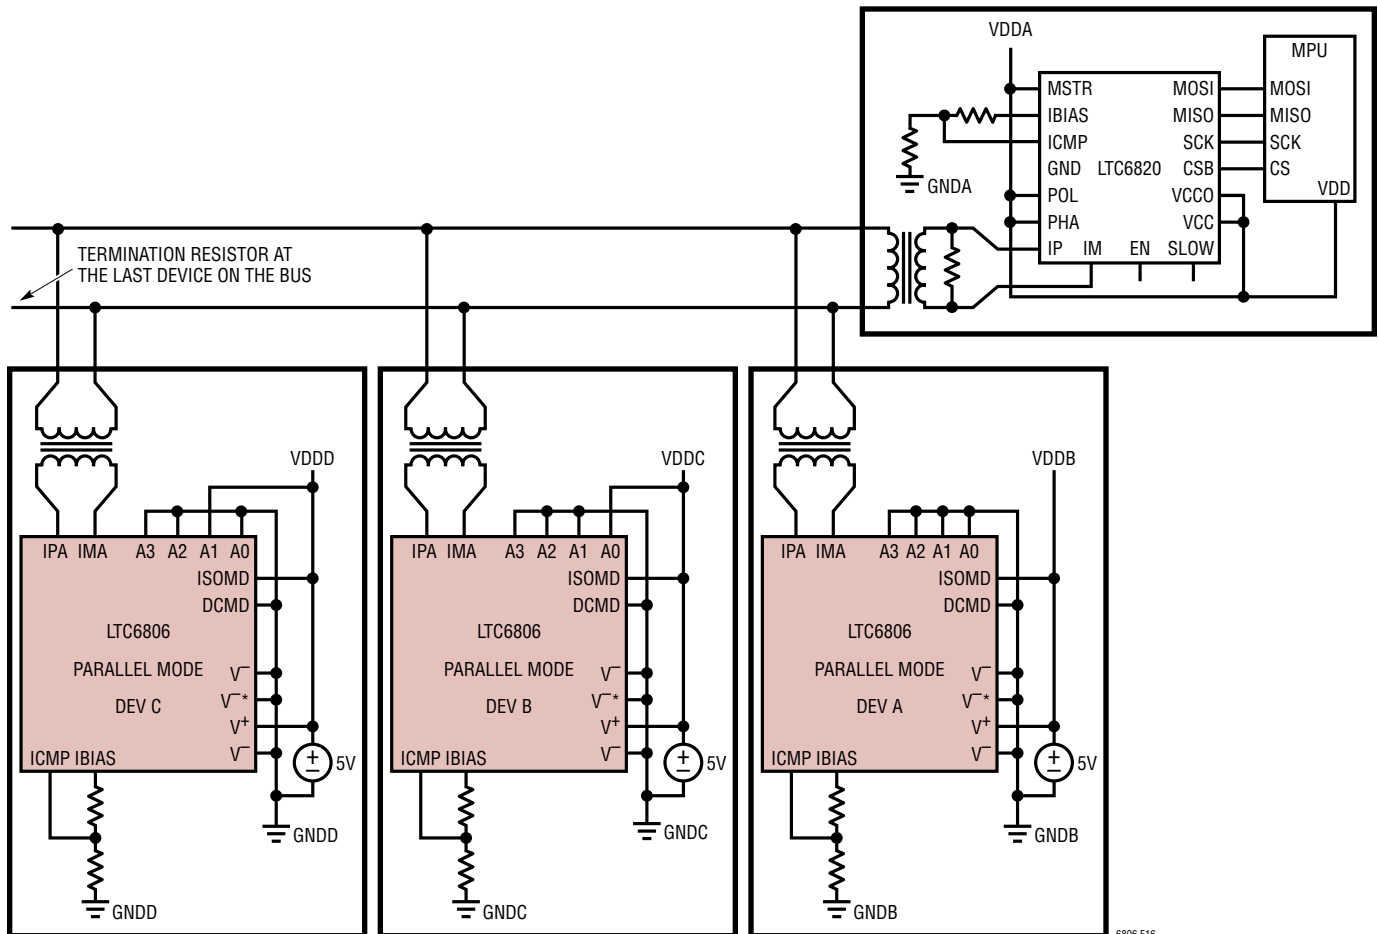 VDDA
MPU
MSTR
MOSI
MOSI
IBIAS
MISO
MISO
ICMP
SCK
SCK
GND
LTC6820
CSB
CS
GNDA
POL
VCCO
VDD
PHA
VCC
IP
IM
EN
SLOW
TERMINATION RESISTOR AT
THE LAST DEVICE ON THE BUS
VDDD
IPA IMA A3 A2 A1 A0
ISOMD
DCMD
LTC6806
PARALLEL MODE
V–
DEV C
V–*
V+
V–
ICMP IBIAS
5V
GNDD
GNDD
VDDC
IPA IMA A3 A2 A1 A0
ISOMD
DCMD
LTC6806
PARALLEL MODE
V–
DEV B
V–*
V+
V–
ICMP IBIAS
5V
GNDC
GNDC
VDDB
IPA IMA A3 A2 A1 A0
ISOMD
DCMD
LTC6806
PARALLEL MODE
V–
DEV A
V–*
V+
V–
ICMP IBIAS
5V
GNDB
GNDB